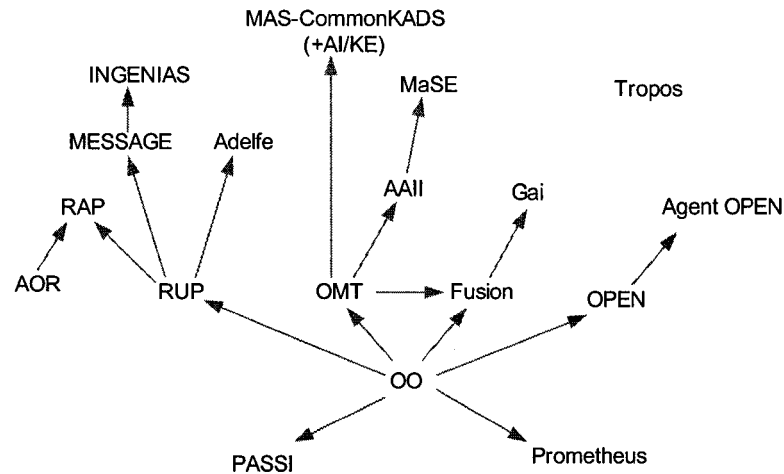 MAS-CommonKADS
(+AI/KE)
INGENIAS
MaSE
Tropos
MESSAGE
Adelfe
AAII
Gai
RAP
Agent OPEN
AOR
RUP
OMT
Fusion
OPEN
OO
PASSI
Prometheus